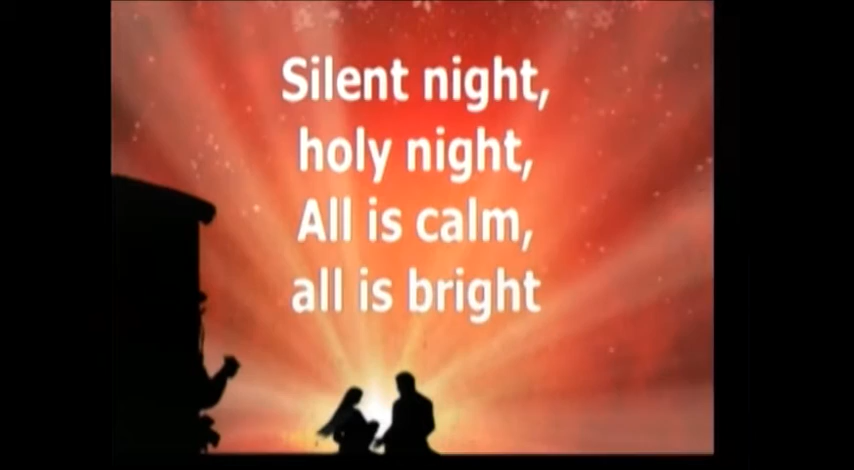 Silent night,
holy night,
All is calm,
all is bright